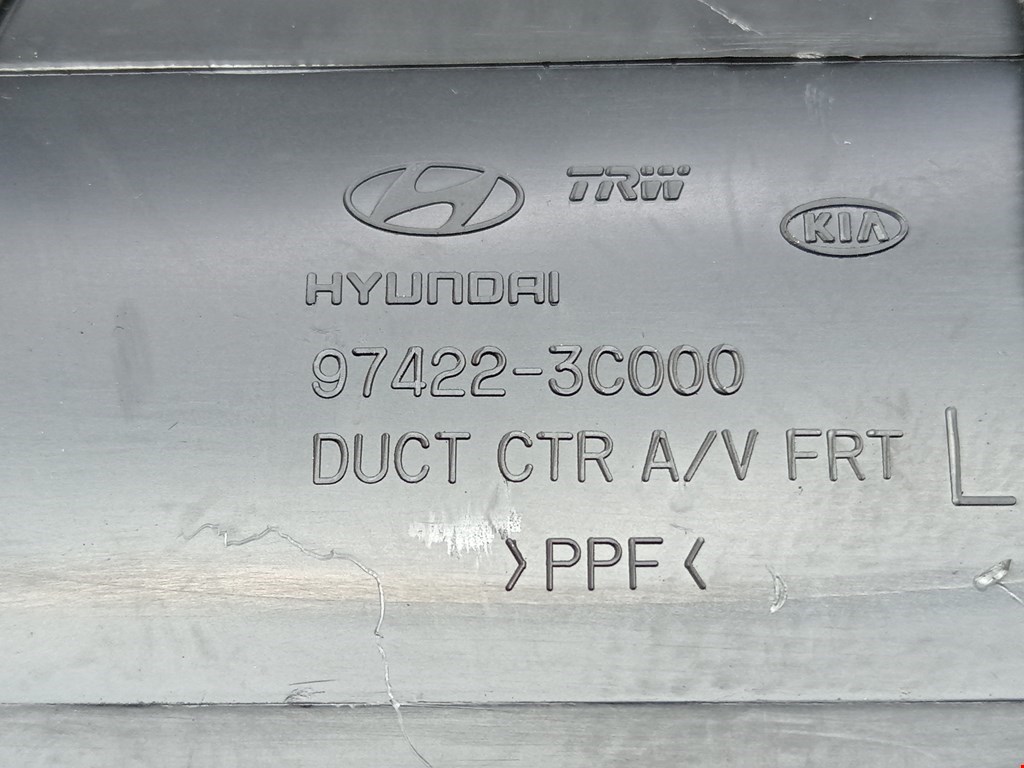 TRW
KIA
HYUNDAI
97422-3C000
DUCT CTR A/V FRT L
>PPF<